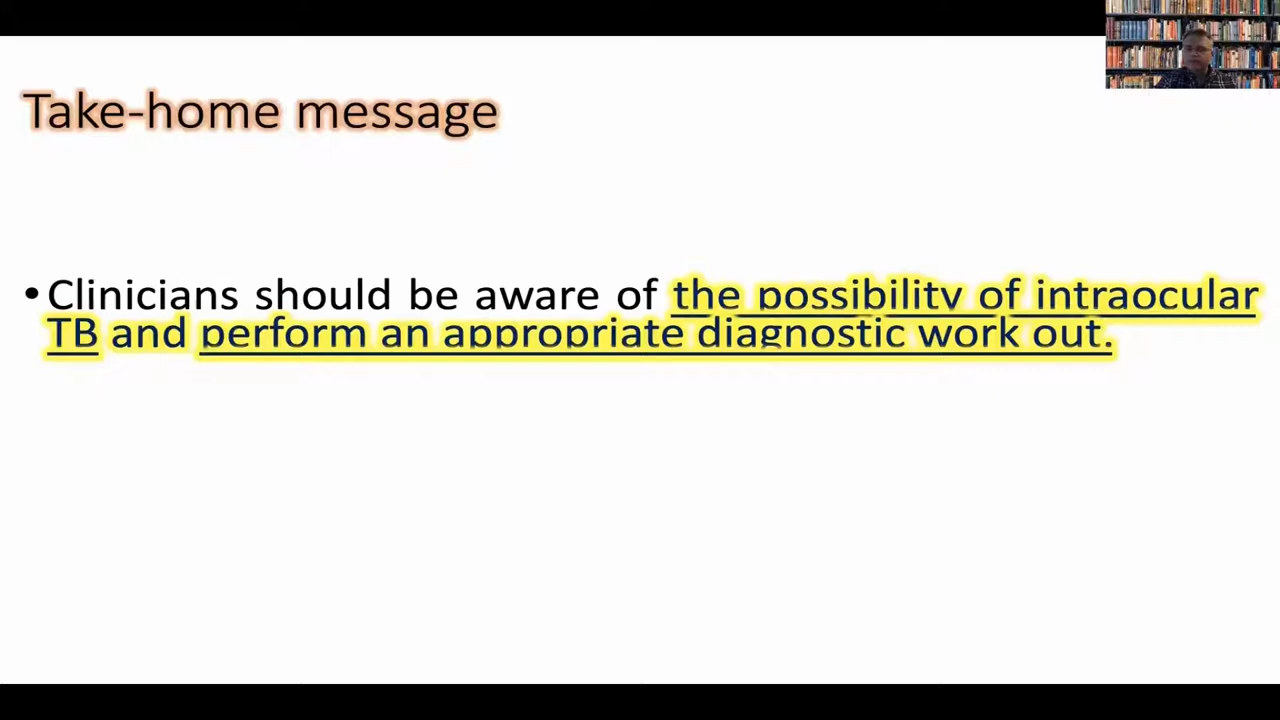 Take-home message
•Clinicians should be aware of the possibility of intraocular
TB and perform an appropriate diagnostic work out.